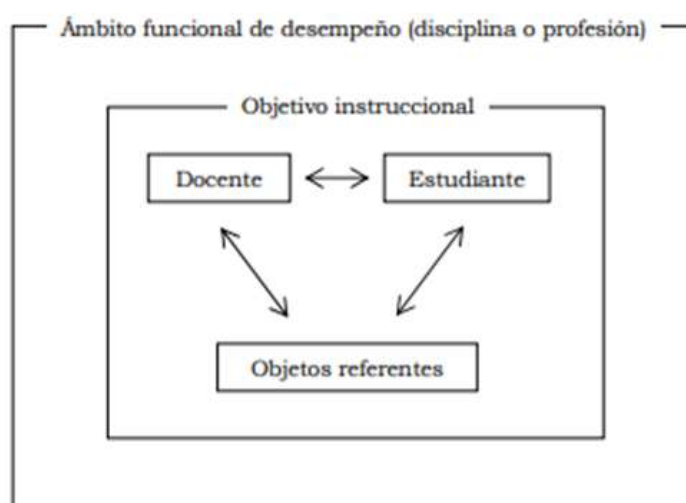 Ámbito funcional de desempeño (disciplina o profesión)
Objetivo instruccional
Docente
Estudiante
Objetos referentes